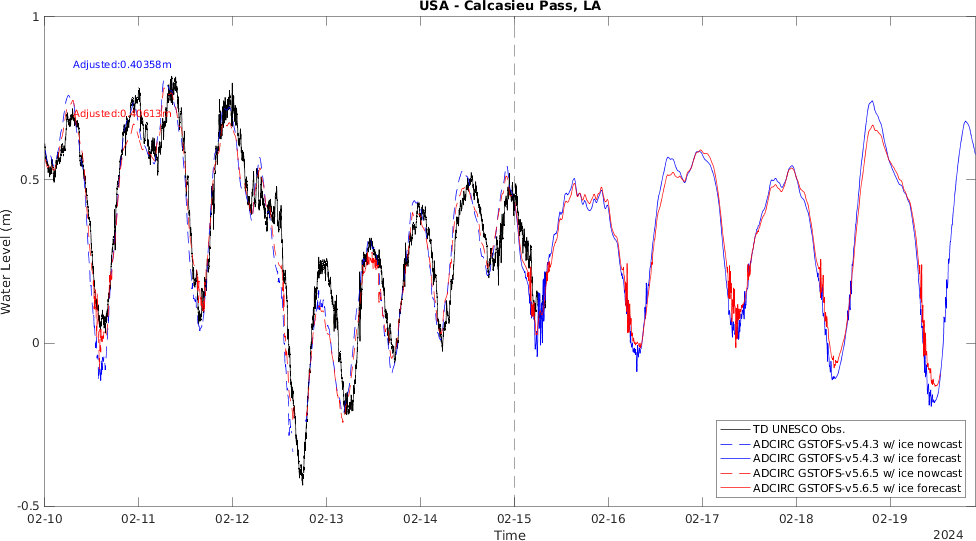 USA - Calcasieu Pass, LA
1
Adjusted:0.40358m
Adjusted:0.40613m
0.5
Water Level (m)
0
-0.5
TD UNESCO Obs.
ADCIRC GSTOFS-v5.4.3 w/ ice nowcast
ADCIRC GSTOFS-v5.4.3 w/ ice forecast
ADCIRC GSTOFS-v5.6.5 w/ ice nowcast
ADCIRC GSTOFS-v5.6.5 w/ ice forecast
02-10 02-11 02-12 02-13 02-14 02-15 02-16 02-17 02-18 02-19
Time
2024